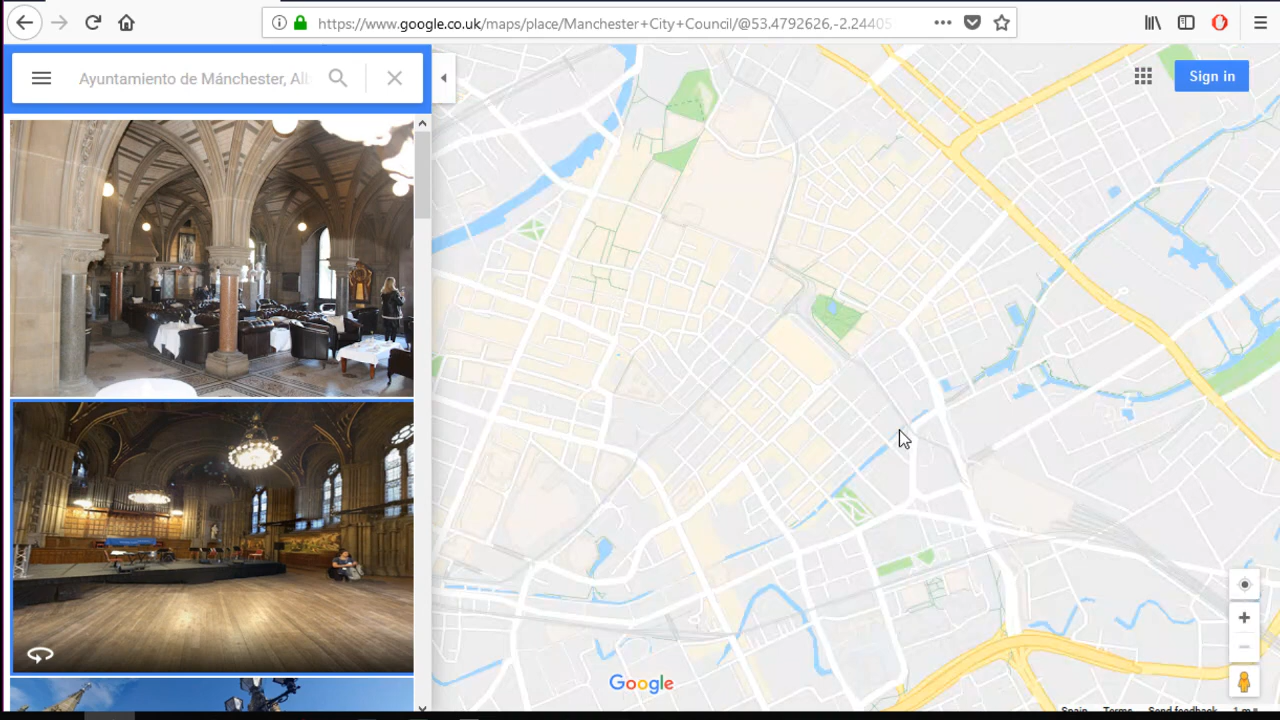 https://www.google.co.uk/maps/place/Manchester+City+Council/@53.4792626,-2.24405
Ayuntamiento de Mánchester, Alb
Sign in
Google
Spain Terms Send feedback